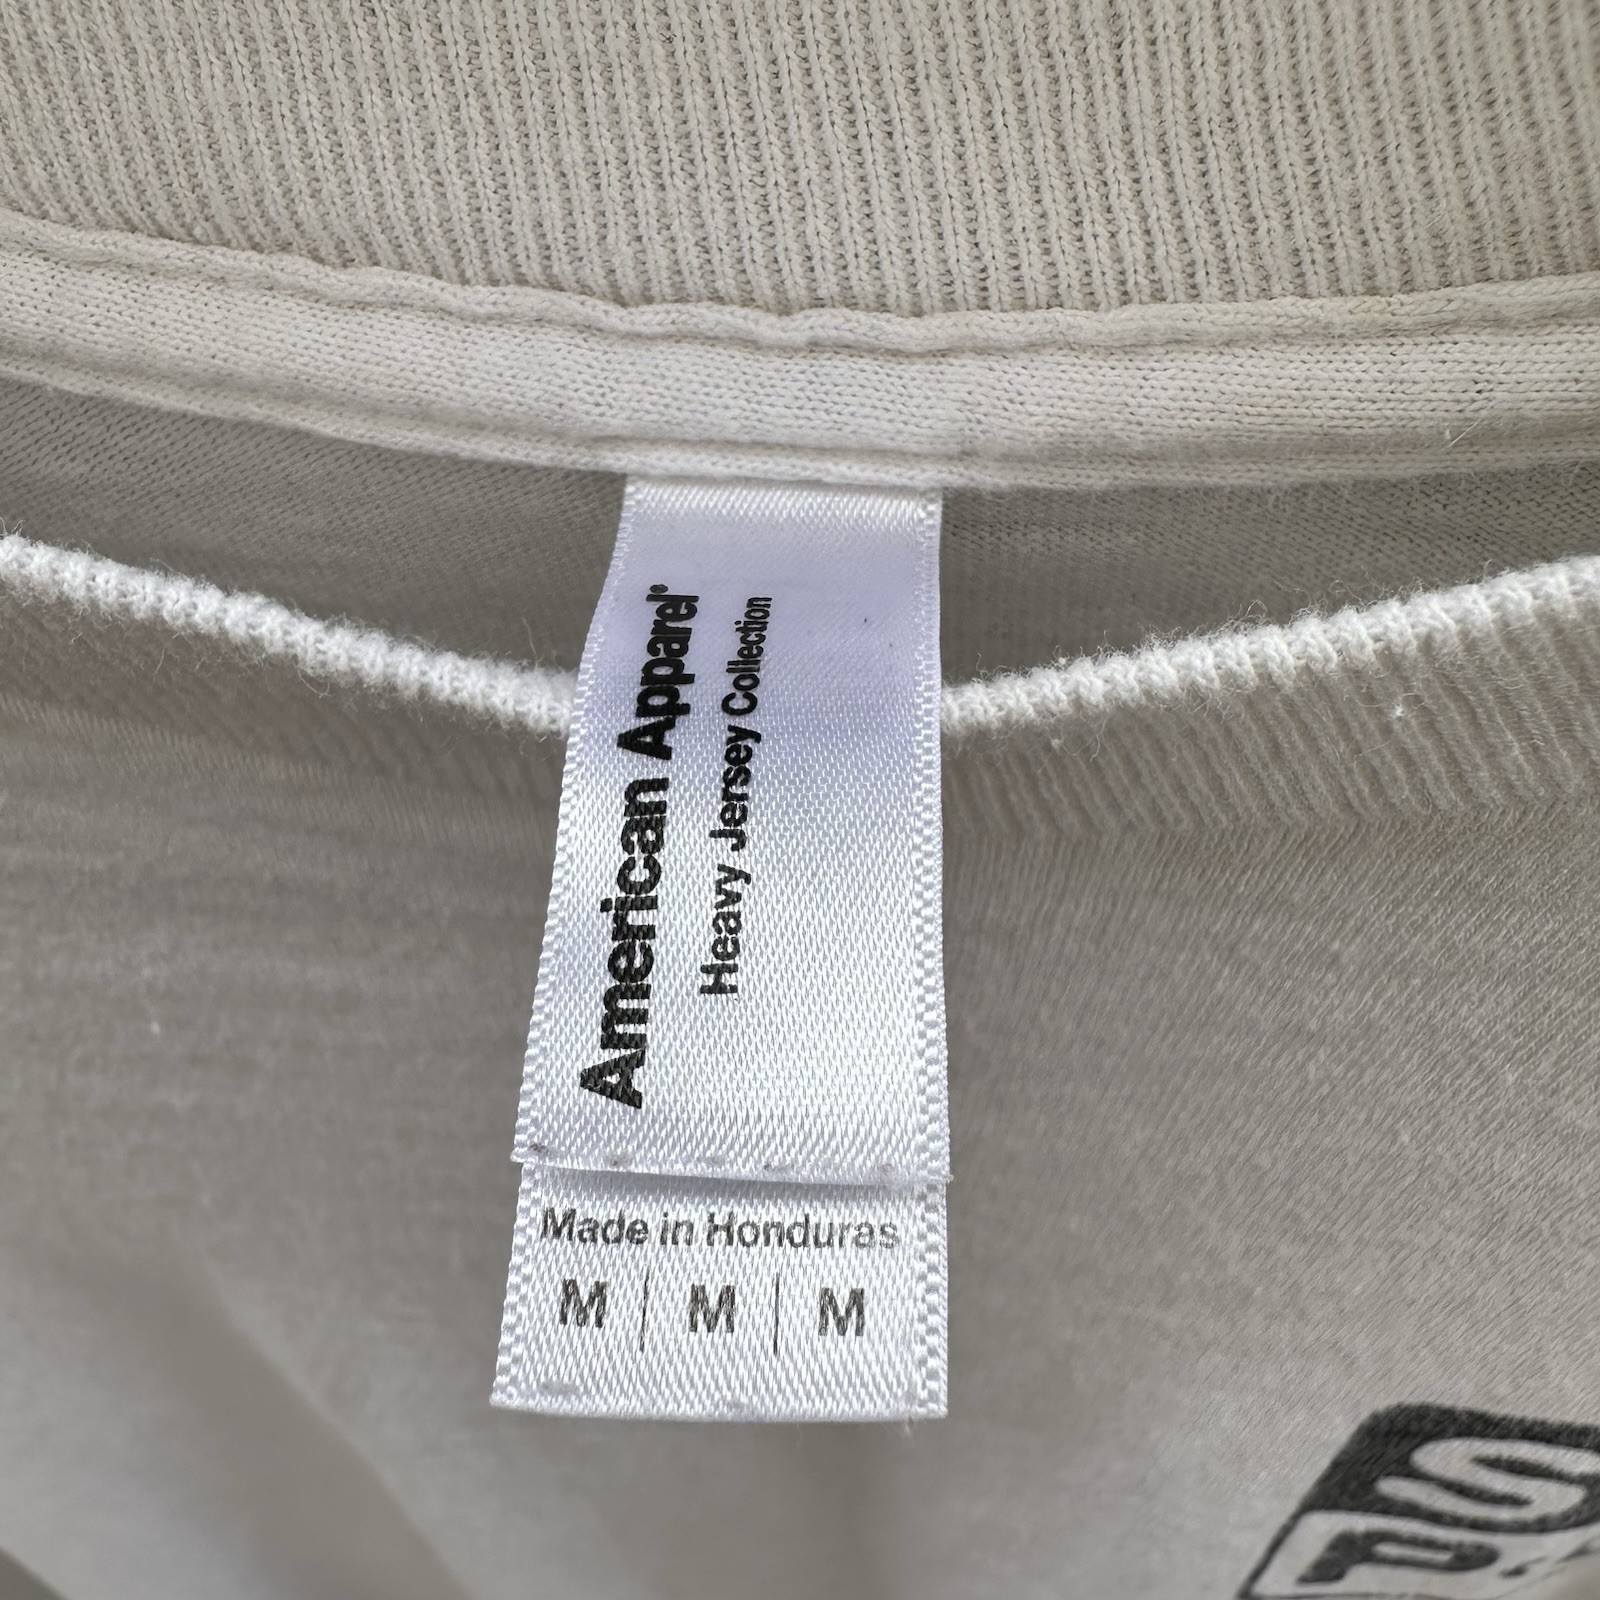 American Apparel®
Heavy Jersey Collection
Made in Honduras
M | M | M
S
P